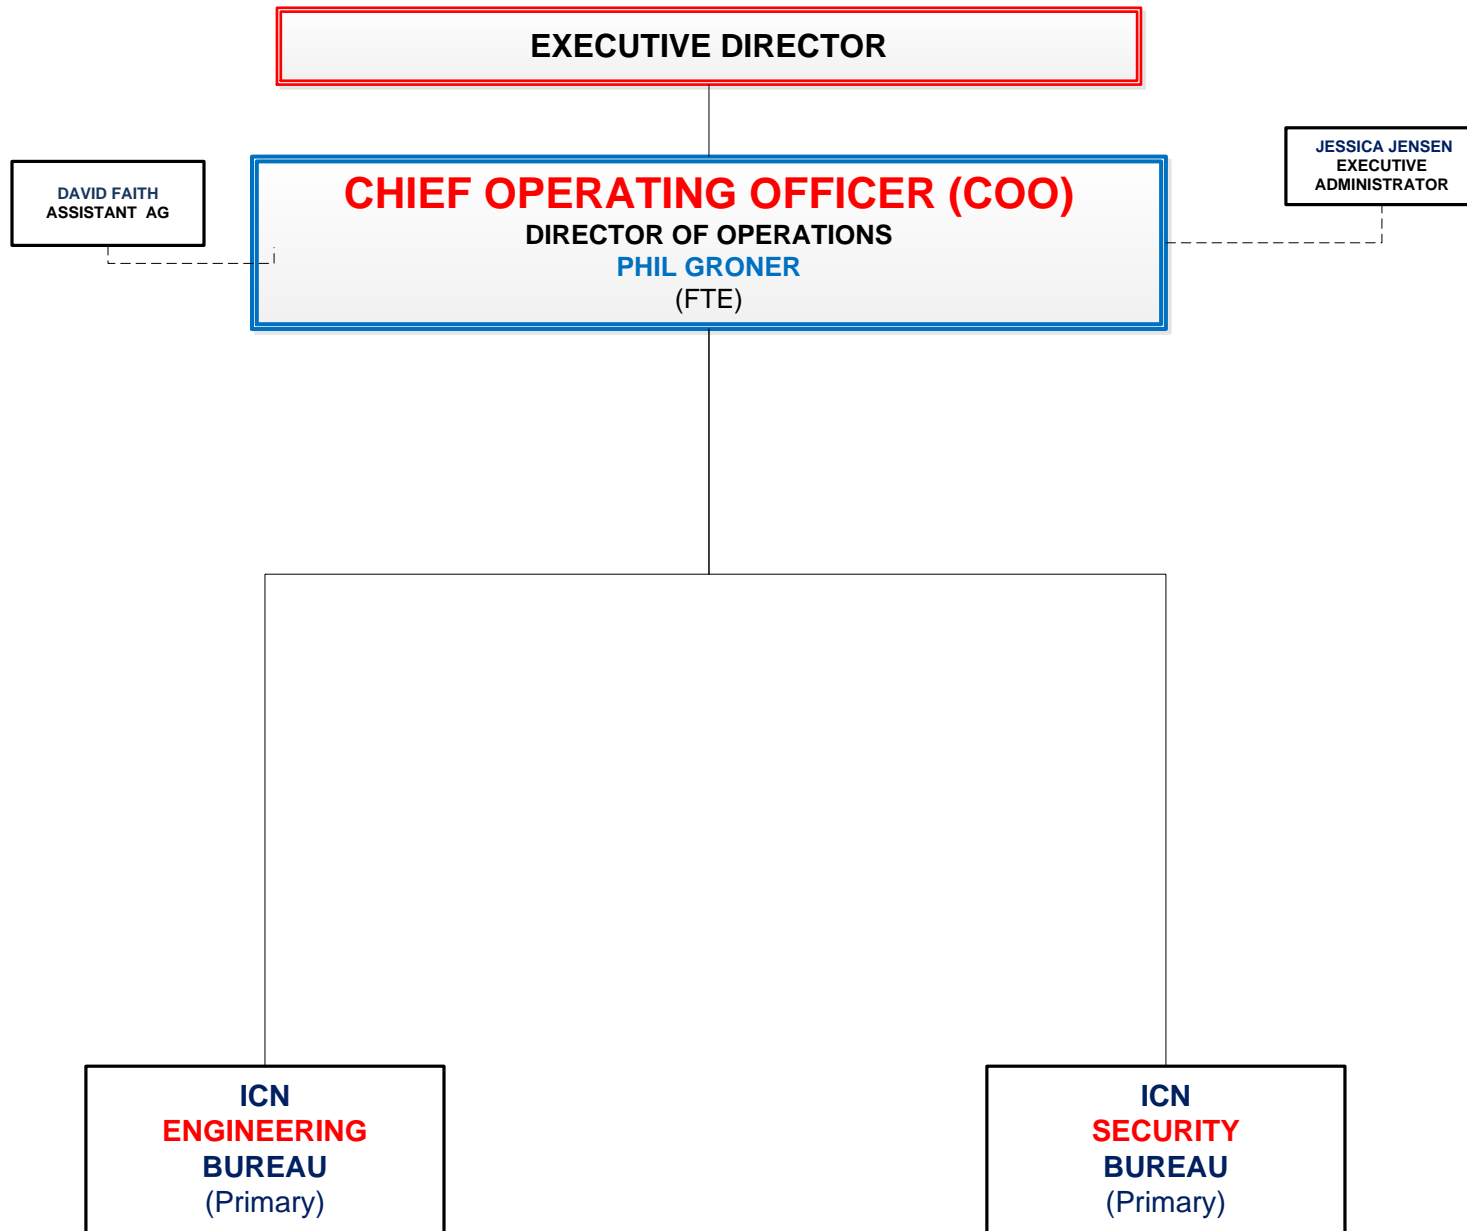 EXECUTIVE DIRECTOR
CHIEF OPERATING OFFICER (COO)
DIRECTOR OF OPERATIONS
PHIL GRONER
(FTE)
DAVID FAITH
ASSISTANT AG
JESSICA JENSEN
EXECUTIVE
ADMINISTRATOR
ICN
ENGINEERING
BUREAU
(Primary)
ICN
SECURITY
BUREAU
(Primary)